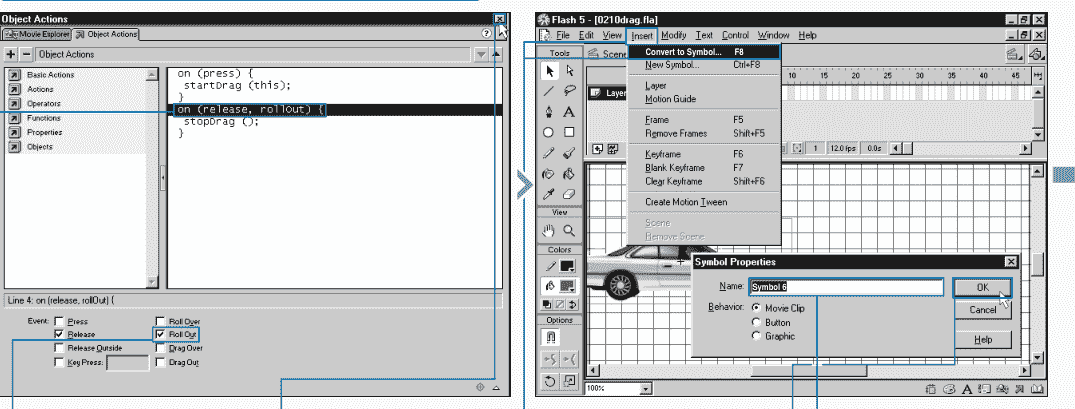 Object Actions
Movie Explorer Object Actions
?
+ - Object Actions
Basic Actions
Actions
Operators
Functions
Properties
Objects
on (press) {
startDrag (this);
}
on (release, rollOut) {
stopDrag ();
}
Line 4: on (release, rollOut) {
Event: Press
Release
Release Outside
Key Press:
Roll Over
Roll Out
Drag Over
Drag Out
Flash 5 - [0210drag.fla]
File Edit View Insert Modify Text Control Window Help
Tools
View
Colors
Options
Scene
Layer
Convert to Symbol... F8
New Symbol... Ctrl+F8
Layer
Motion Guide
Frame F5
Remove Frames Shift+F5
Keyframe F6
Blank Keyframe F7
Clear Keyframe Shift+F6
Create Motion Tween
Scene
Remove Scene
10 15 20 25 30 35 40 45
1 12.0 fps 0.0s
Symbol Properties
Name: Symbol 6
Behavior: Movie Clip
Button
Graphic
OK
Cancel
Help
100%